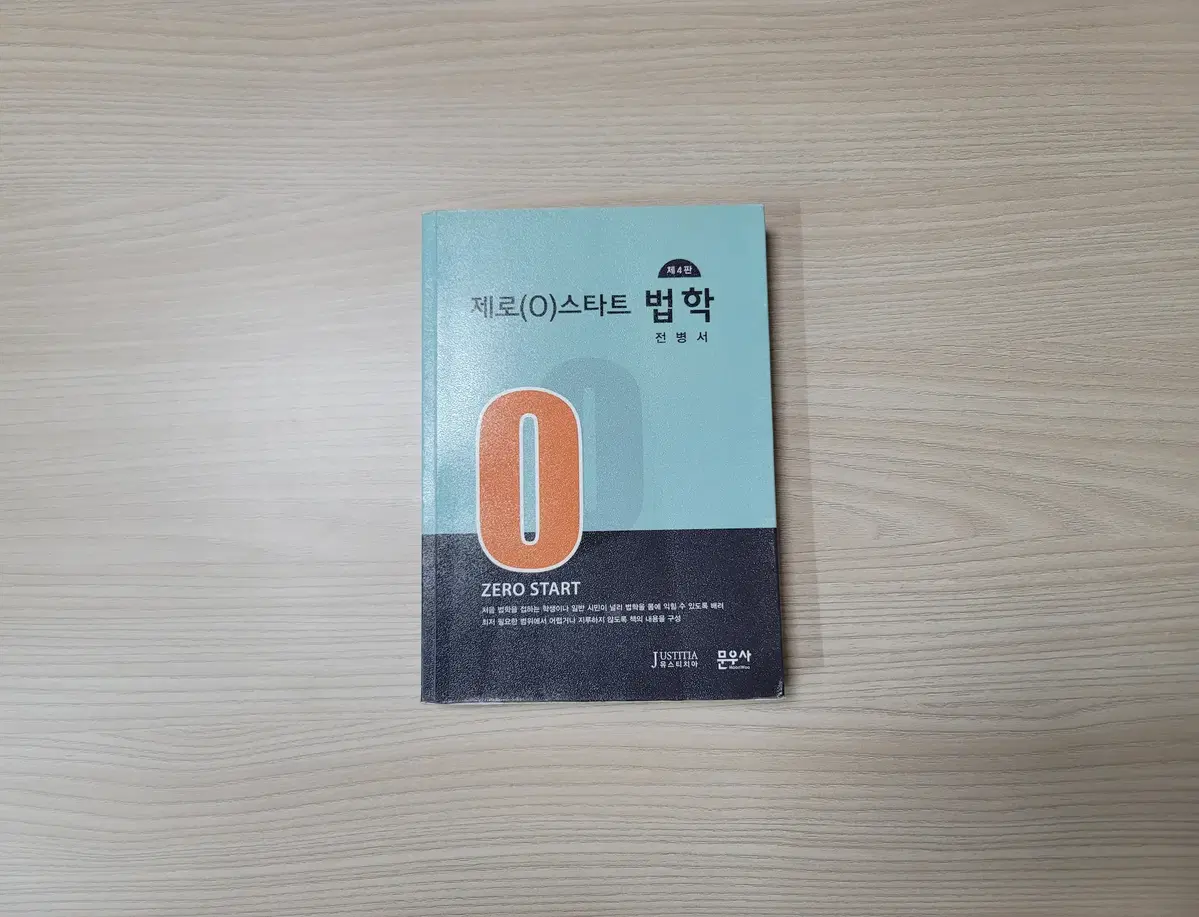 제4판
제로(0)스타트 법학
전병서
0
ZERO START
처음 법학을 접하는 학생이나 일반 시민이 널리 법학을 몸에 익힐 수 있도록 배려
최저 필요한 범위에서 어렵거나 지루하지 않도록 책의 내용을 구성
JUSTITIA
유스티치아
문우사
MoonWoo